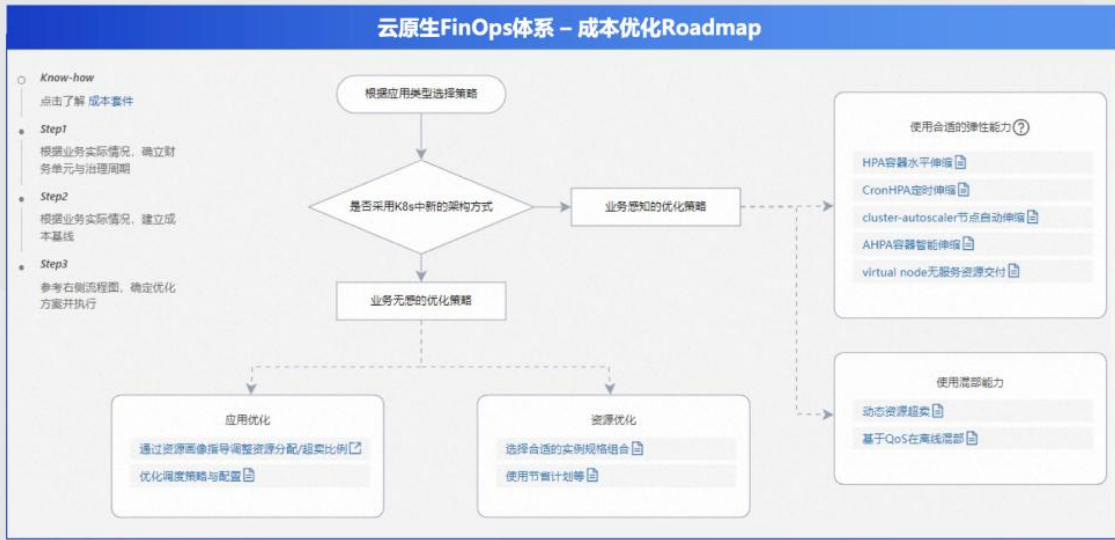 云原生FinOps体系 – 成本优化Roadmap
Know-how
点击了解 成本套件
Step1
根据业务实际情况，确立财
务单元与治理周期
Step2
根据业务实际情况，建立成
本基线
Step3
参考右侧流程图，确定优化
方案并执行
根据应用类型选择策略
是否采用K8s中新的架构方式
业务感知的优化策略
业务无感的优化策略
应用优化
通过资源画像指导调整资源分配/超卖比例
优化调度策略与配置
资源优化
选择合适的实例规格组合
使用节省计划等
使用合适的弹性能力?
HPA容器水平伸缩
CronHPA定时伸缩
cluster-autoscaler节点自动伸缩
AHPA容器智能伸缩
virtual node无服务资源交付
使用混部能力
动态资源超卖
基于QoS在离线混部